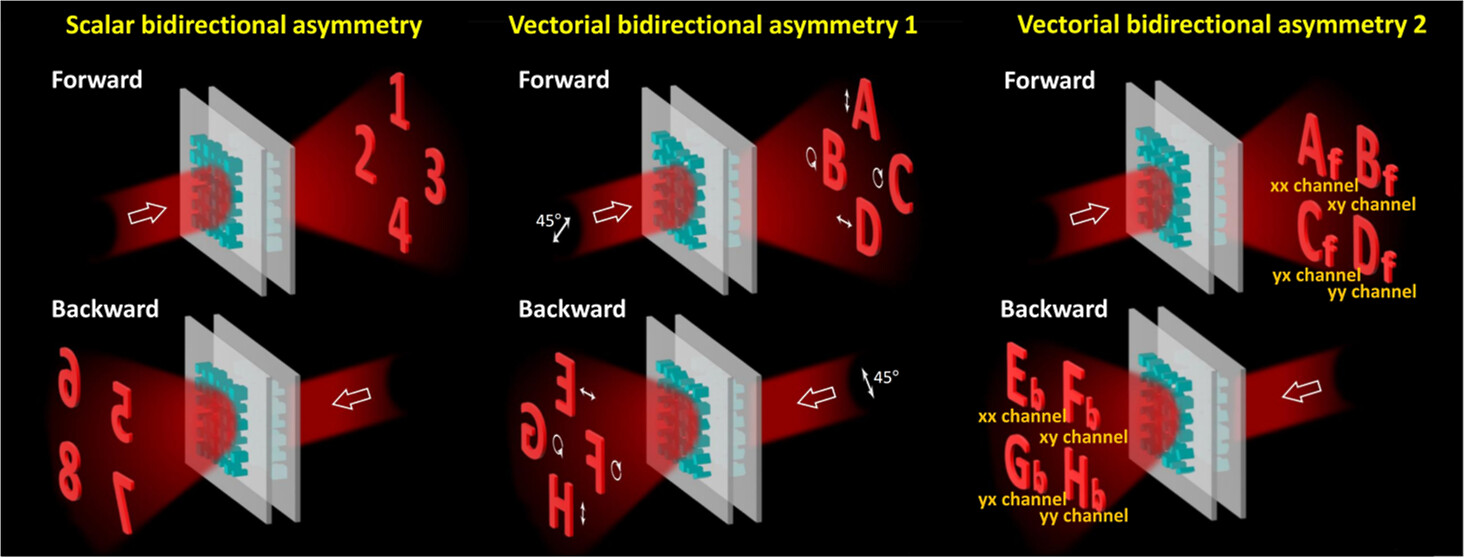 Scalar bidirectional asymmetry
Forward
1
2
3
4
Backward
6
5
8
7
Vectorial bidirectional asymmetry 1
Forward
45°
A
B
C
D
Backward
45°
E
G
F
H
Vectorial bidirectional asymmetry 2
Forward
Af Bf
xx channel
xy channel
Cf Df
yx channel
yy channel
Backward
Eb Fb
xx channel
xy channel
Gb Hb
yx channel
yy channel